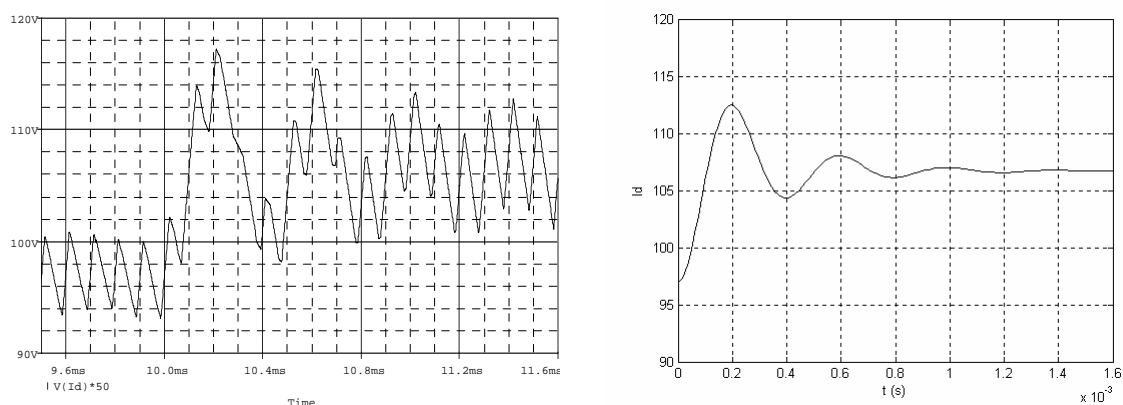 120V
110V
100V
90V
9.6ms 10.0ms 10.4ms 10.8ms 11.2ms 11.6ms
V(Id)*50
Time
120
115
110
105
100
95
90
Id
0 0.2 0.4 0.6 0.8 1 1.2 1.4 1.6
t (s)
x 10⁻³